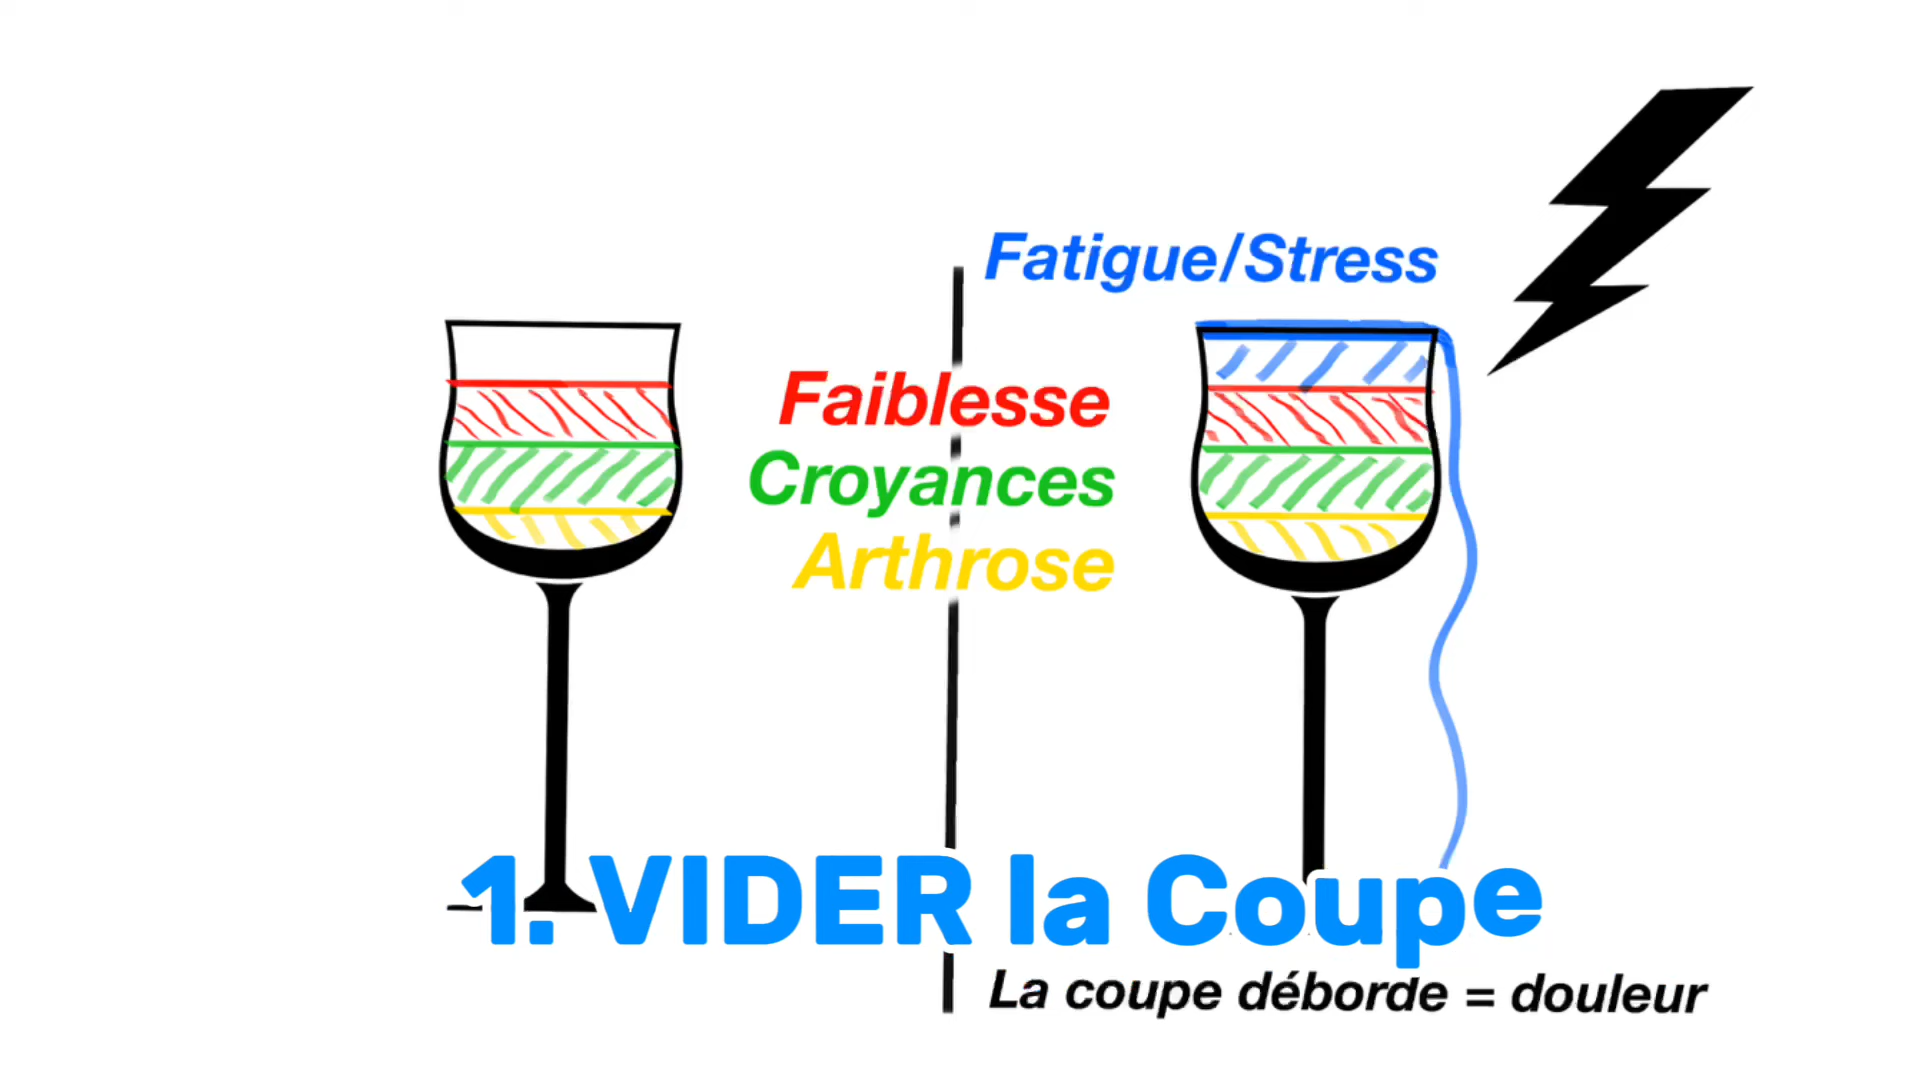 Fatigue/Stress
Faiblesse
Croyances
Arthrose
1. VIDER la Coupe
La coupe déborde = douleur